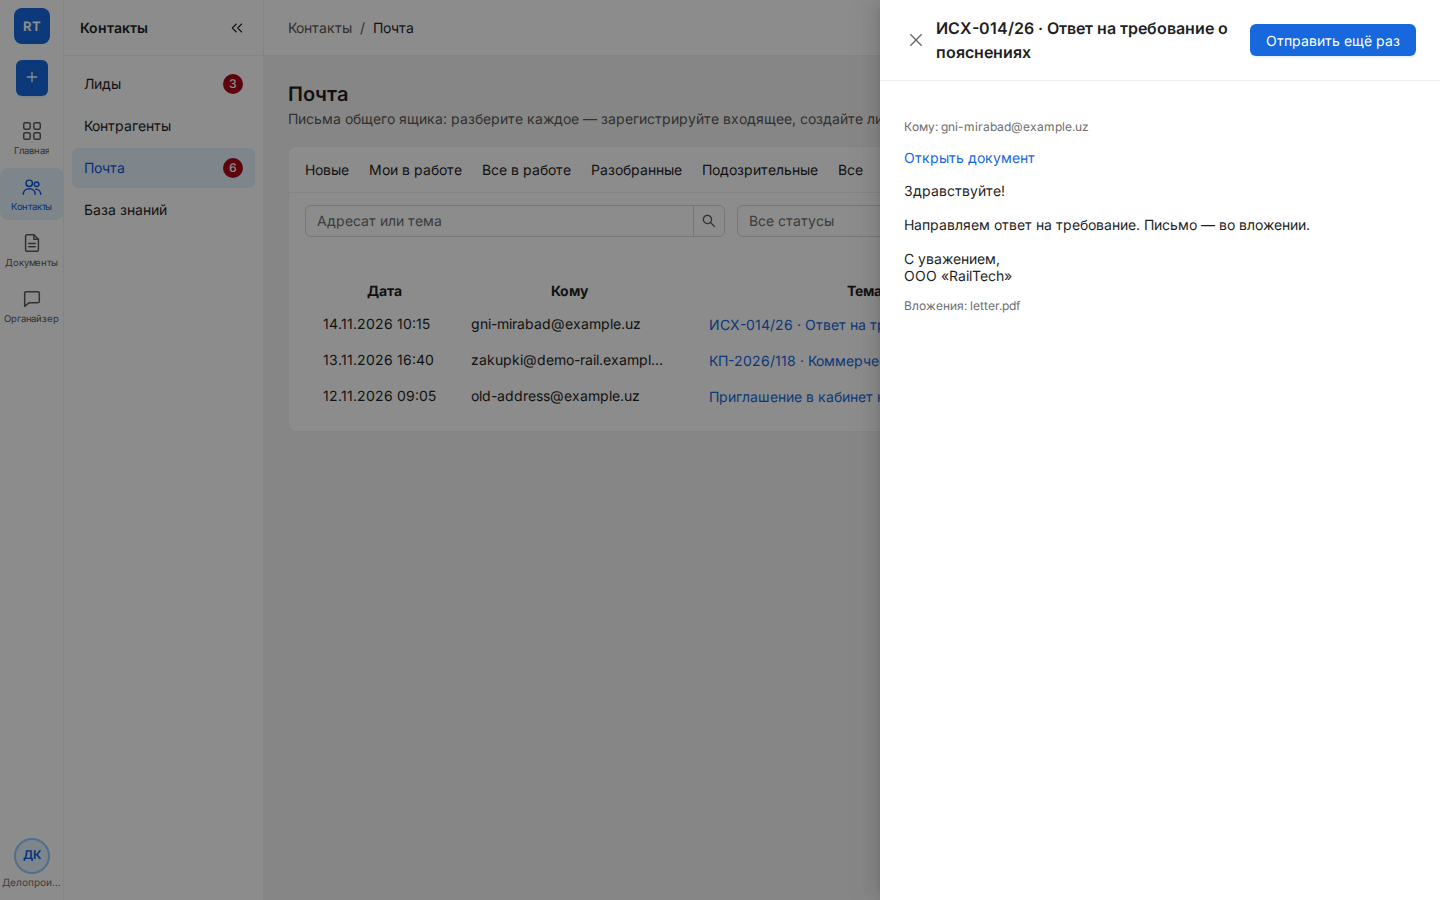 RT
+
Главная
Контакты
Документы
Органайзер
ДК
Делопрои...
Контакты
Лиды 3
Контрагенты
Почта 6
База знаний
Контакты / Почта
Почта
Письма общего ящика: разберите каждое — зарегистрируйте входящее, создайте ли
Новые Мои в работе Все в работе Разобранные Подозрительные Все
Адресат или тема Все статусы
Дата Кому Тема
14.11.2026 10:15 gni-mirabad@example.uz ИСХ-014/26 · Ответ на тр
13.11.2026 16:40 zakupki@demo-rail.exampl... КП-2026/118 · Коммерче
12.11.2026 09:05 old-address@example.uz Приглашение в кабинет
ИСХ-014/26 · Ответ на требование о
пояснениях
Отправить ещё раз
Кому: gni-mirabad@example.uz
Открыть документ
Здравствуйте!
Направляем ответ на требование. Письмо — во вложении.
С уважением,
ООО «RailTech»
Вложения: letter.pdf